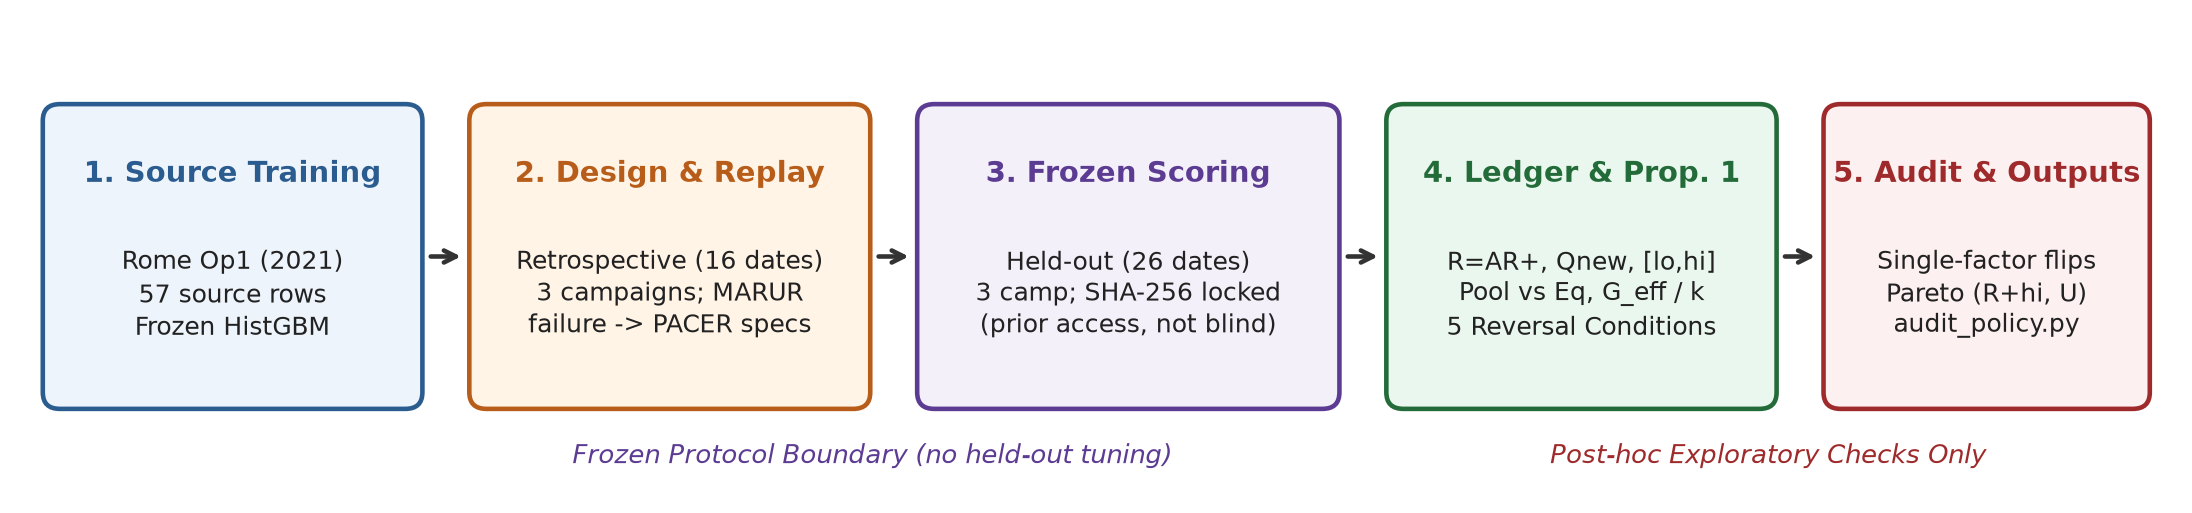 1. Source Training
Rome Op1 (2021)
57 source rows
Frozen HistGBM
2. Design & Replay
Retrospective (16 dates)
3 campaigns; MARUR
failure -> PACER specs
3. Frozen Scoring
Held-out (26 dates)
3 camp; SHA-256 locked
(prior access, not blind)
4. Ledger & Prop. 1
R=AR+, Qnew, [lo,hi]
Pool vs Eq, G_eff / k
5 Reversal Conditions
5. Audit & Outputs
Single-factor flips
Pareto (R+hi, U)
audit_policy.py
Frozen Protocol Boundary (no held-out tuning)
Post-hoc Exploratory Checks Only